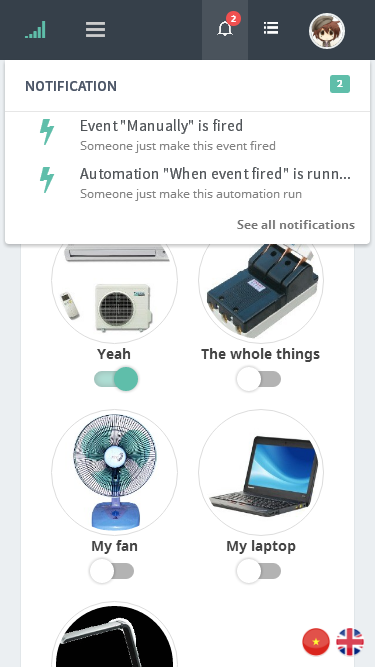 2
NOTIFICATION
2
Event "Manually" is fired
Someone just make this event fired
Automation "When event fired" is runn...
Someone just make this automation run
See all notifications
Yeah
The whole things
My fan
My laptop